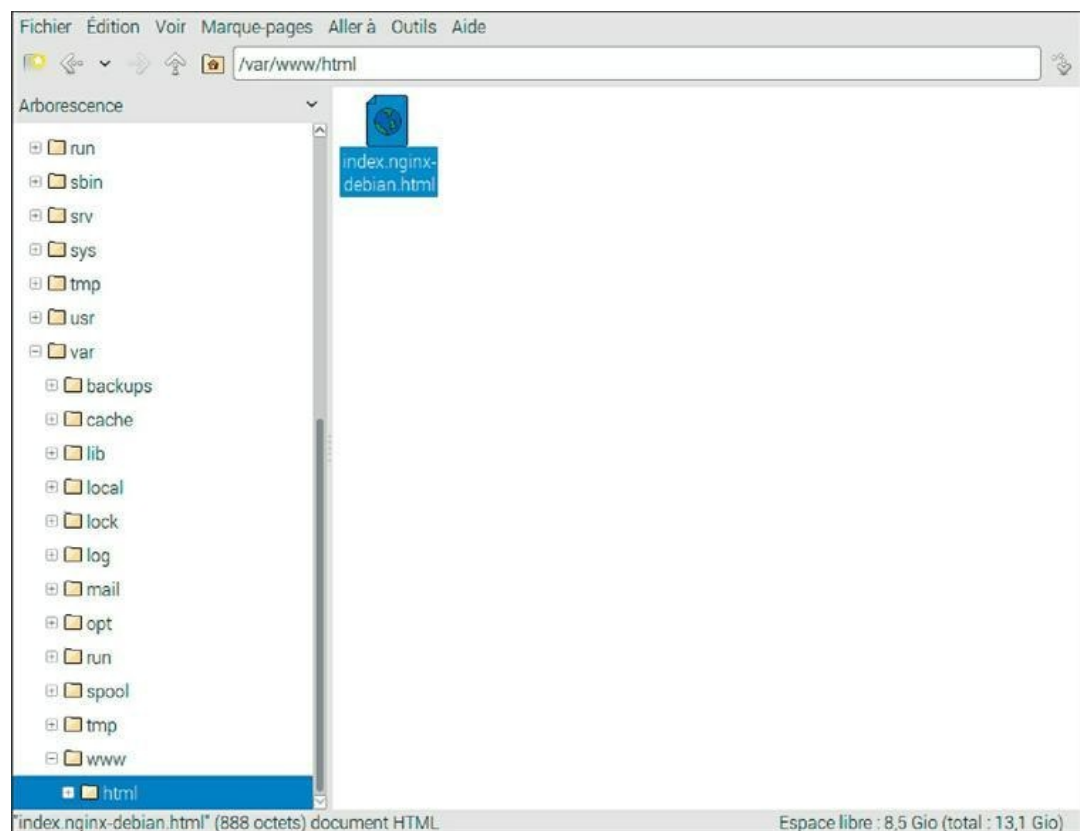 Fichier Édition Voir Marque-pages Aller à Outils Aide
/var/www/html
Arborescence
run
sbin
srv
sys
tmp
usr
var
backups
cache
lib
local
lock
log
mail
opt
run
spool
tmp
www
html
index.nginx-
debian.html
"index.nginx-debian.html" (888 octets) document HTML
Espace libre : 8,5 Gio (total : 13,1 Gio)